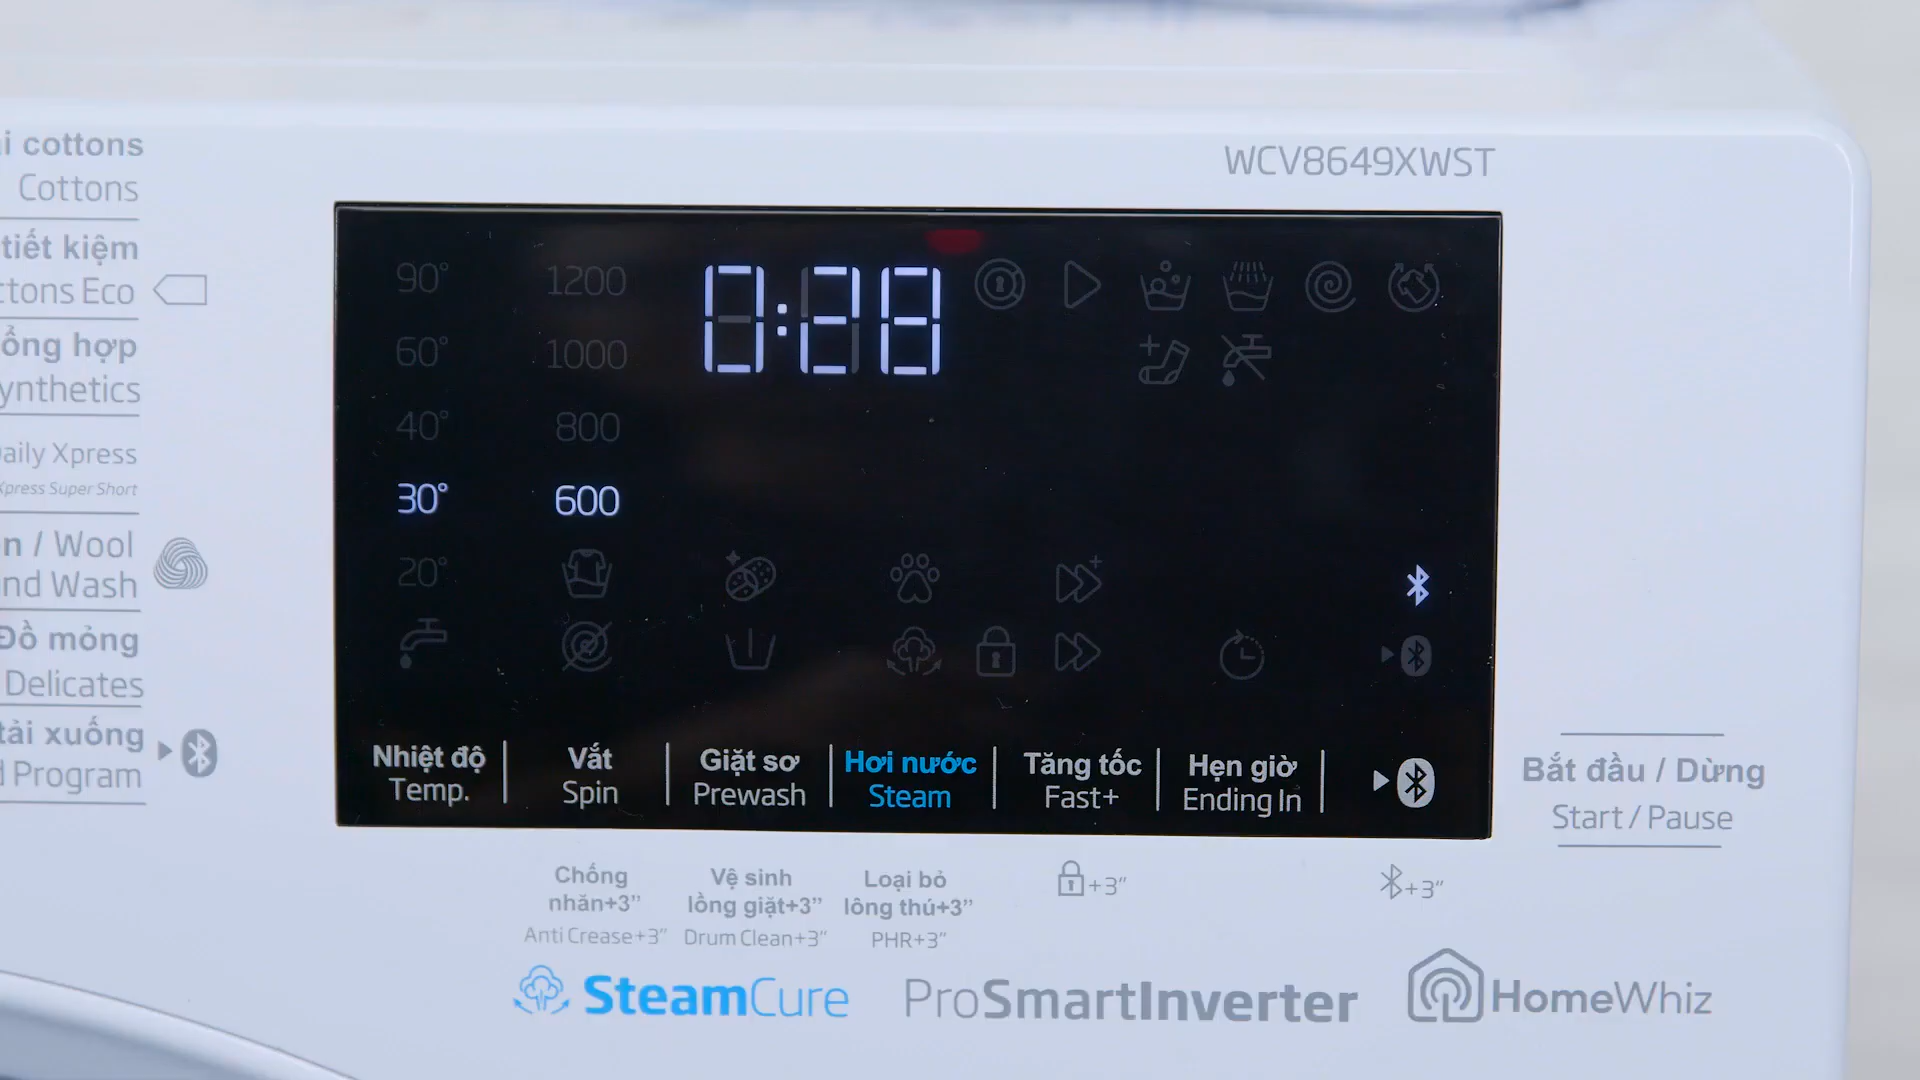 i cottons
Cottons
tiết kiệm
ttons Eco
ổng hợp
ynthetics
aily Xpress
Xpress Super Short
n / Wool
nd Wash
Đồ mỏng
Delicates
tải xuống
d Program
WCV8649XWST
90° 1200 0:28
60° 1000
40° 800
30° 600
20°
Nhiệt độ
Temp.
Vắt
Spin
Giặt sơ
Prewash
Hơi nước
Steam
Tăng tốc
Fast+
Hẹn giờ
Ending In
Bắt đầu / Dừng
Start / Pause
Chống
nhăn+3”
Anti Crease+3”
Vệ sinh
lồng giặt+3”
Drum Clean+3”
Loại bỏ
lông thú+3”
PHR+3”
+3”
+3”
SteamCure
ProSmartInverter
HomeWhiz